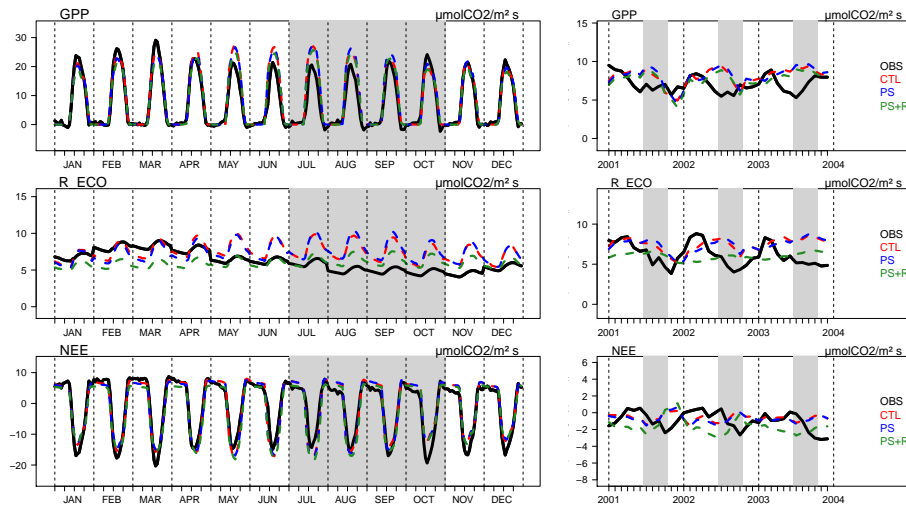 GPP µmolCO2/m² s
30
20
10
0
JAN FEB MAR APR MAY JUN JUL AUG SEP OCT NOV DEC
GPP µmolCO2/m² s
15
10
5
0
2001 2002 2003 2004
OBS
CTL
PS
PS+R
R_ECO µmolCO2/m² s
15
10
5
0
JAN FEB MAR APR MAY JUN JUL AUG SEP OCT NOV DEC
R_ECO µmolCO2/m² s
10
5
0
2001 2002 2003 2004
OBS
CTL
PS
PS+R
NEE µmolCO2/m² s
10
0
−10
−20
JAN FEB MAR APR MAY JUN JUL AUG SEP OCT NOV DEC
NEE µmolCO2/m² s
6
4
2
0
−2
−4
−6
−8
2001 2002 2003 2004
OBS
CTL
PS
PS+R